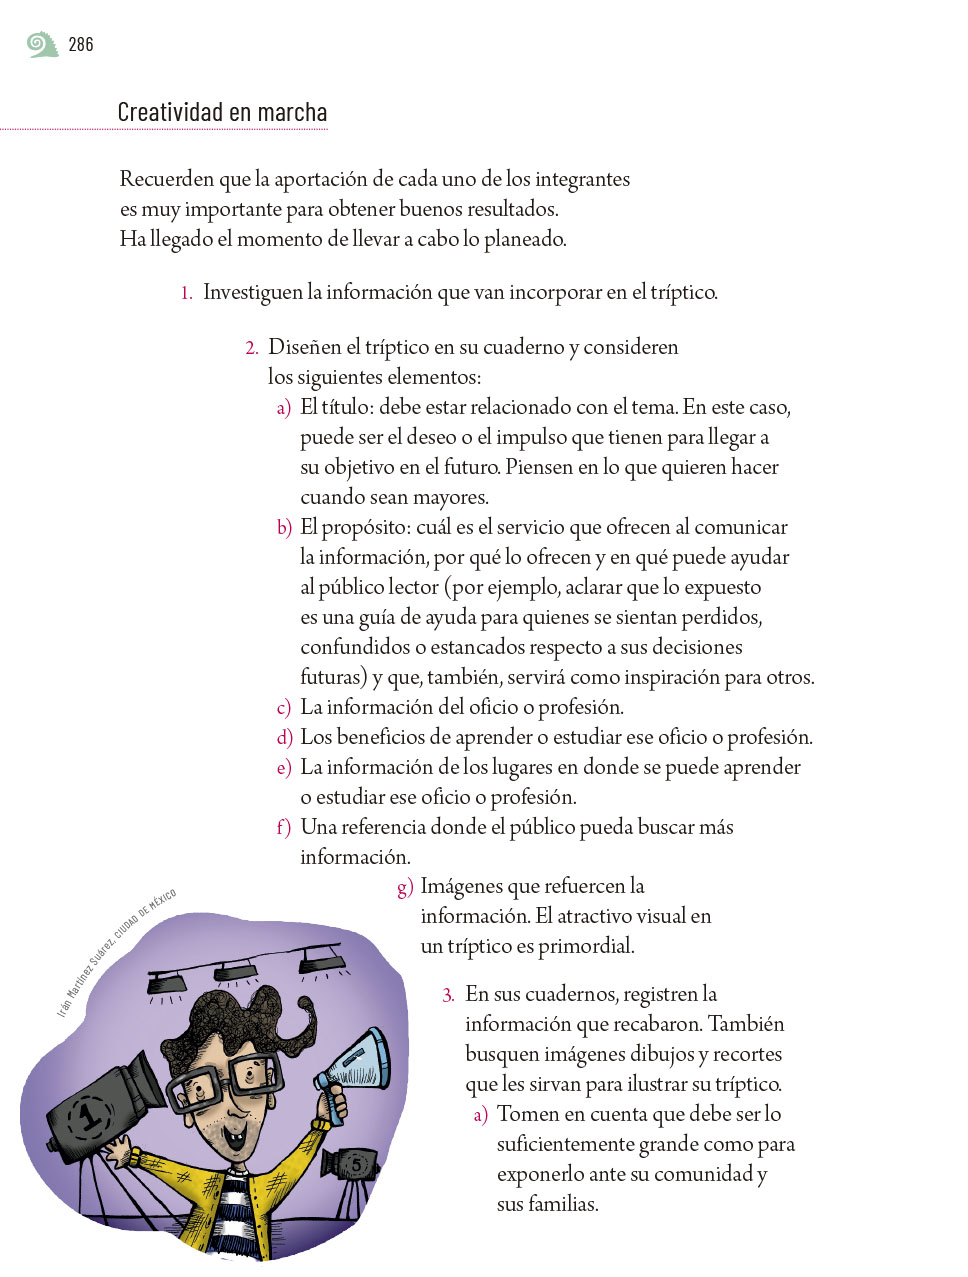 286
Creatividad en marcha
Recuerden que la aportación de cada uno de los integrantes
es muy importante para obtener buenos resultados.
Ha llegado el momento de llevar a cabo lo planeado.
1. Investiguen la información que van incorporar en el tríptico.
2. Diseñen el tríptico en su cuaderno y consideren
los siguientes elementos:
a) El título: debe estar relacionado con el tema. En este caso,
puede ser el deseo o el impulso que tienen para llegar a
su objetivo en el futuro. Piensen en lo que quieren hacer
cuando sean mayores.
b) El propósito: cuál es el servicio que ofrecen al comunicar
la información, por qué lo ofrecen y en qué puede ayudar
al público lector (por ejemplo, aclarar que lo expuesto
es una guía de ayuda para quienes se sientan perdidos,
confundidos o estancados respecto a sus decisiones
futuras) y que, también, servirá como inspiración para otros.
c) La información del oficio o profesión.
d) Los beneficios de aprender o estudiar ese oficio o profesión.
e) La información de los lugares en donde se puede aprender
o estudiar ese oficio o profesión.
f) Una referencia donde el público pueda buscar más
información.
g) Imágenes que refuercen la
información. El atractivo visual en
un tríptico es primordial.
3. En sus cuadernos, registren la
información que recabaron. También
busquen imágenes dibujos y recortes
que les sirvan para ilustrar su tríptico.
a) Tomen en cuenta que debe ser lo
suficientemente grande como para
exponerlo ante su comunidad y
sus familias.
Irán Martínez Suárez, CIUDAD DE MÉXICO
1
5